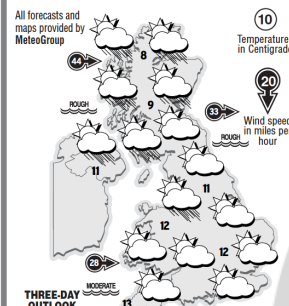 All forecasts and
maps provided by
MeteoGroup
10
Temperature
in Centigrad
44
8
20
ROUGH
9
33
Wind speed
in miles per
hour
ROUGH
11
11
12
12
28
MODERATE
THREE-DAY
OUTLOOK
13